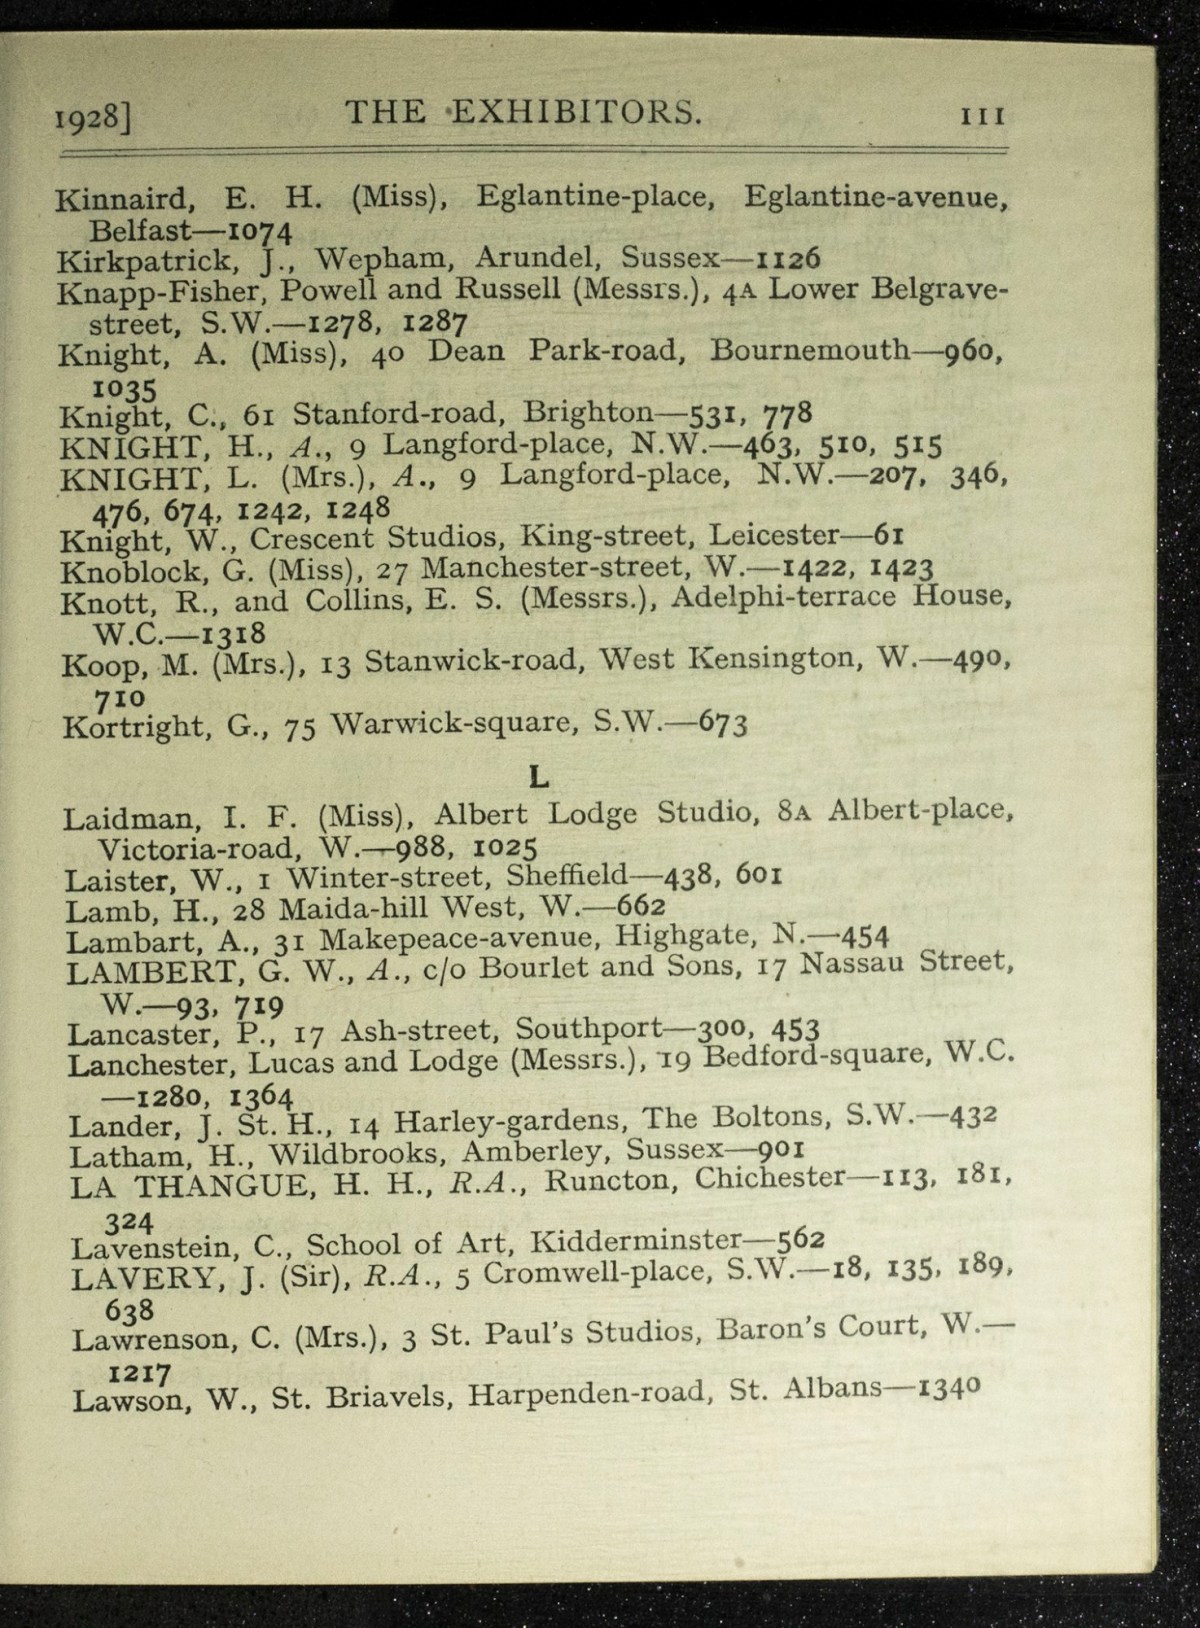 1928] THE EXHIBITORS. 111
Kinnaird, E. H. (Miss), Eglantine-place, Eglantine-avenue,
Belfast—1074
Kirkpatrick, J., Wepham, Arundel, Sussex—1126
Knapp-Fisher, Powell and Russell (Messrs.), 4A Lower Belgrave-
street, S.W.—1278, 1287
Knight, A. (Miss), 40 Dean Park-road, Bournemouth—960,
1035
Knight, C., 61 Stanford-road, Brighton—531, 778
KNIGHT, H., A., 9 Langford-place, N.W.—463, 510, 515
KNIGHT, L. (Mrs.), A., 9 Langford-place, N.W.—207, 346,
476, 674, 1242, 1248
Knight, W., Crescent Studios, King-street, Leicester—61
Knoblock, G. (Miss), 27 Manchester-street, W.—1422, 1423
Knott, R., and Collins, E. S. (Messrs.), Adelphi-terrace House,
W.C.—1318
Koop, M. (Mrs.), 13 Stanwick-road, West Kensington, W.—490,
710
Kortright, G., 75 Warwick-square, S.W.—673
L
Laidman, I. F. (Miss), Albert Lodge Studio, 8A Albert-place,
Victoria-road, W.—988, 1025
Laister, W., 1 Winter-street, Sheffield—438, 601
Lamb, H., 28 Maida-hill West, W.—662
Lambart, A., 31 Makepeace-avenue, Highgate, N.—454
LAMBERT, G. W., A., c/o Bourlet and Sons, 17 Nassau Street,
W.—93, 719
Lancaster, P., 17 Ash-street, Southport—300, 453
Lanchester, Lucas and Lodge (Messrs.), 19 Bedford-square, W.C.
—1280, 1364
Lander, J. St. H., 14 Harley-gardens, The Boltons, S.W.—432
Latham, H., Wildbrooks, Amberley, Sussex—901
LA THANGUE, H. H., R.A., Runcton, Chichester—113, 181,
324
Lavenstein, C., School of Art, Kidderminster—562
LAVERY, J. (Sir), R.A., 5 Cromwell-place, S.W.—18, 135, 189,
638
Lawrenson, C. (Mrs.), 3 St. Paul's Studios, Baron's Court, W.—
1217
Lawson, W., St. Briavels, Harpenden-road, St. Albans—1340